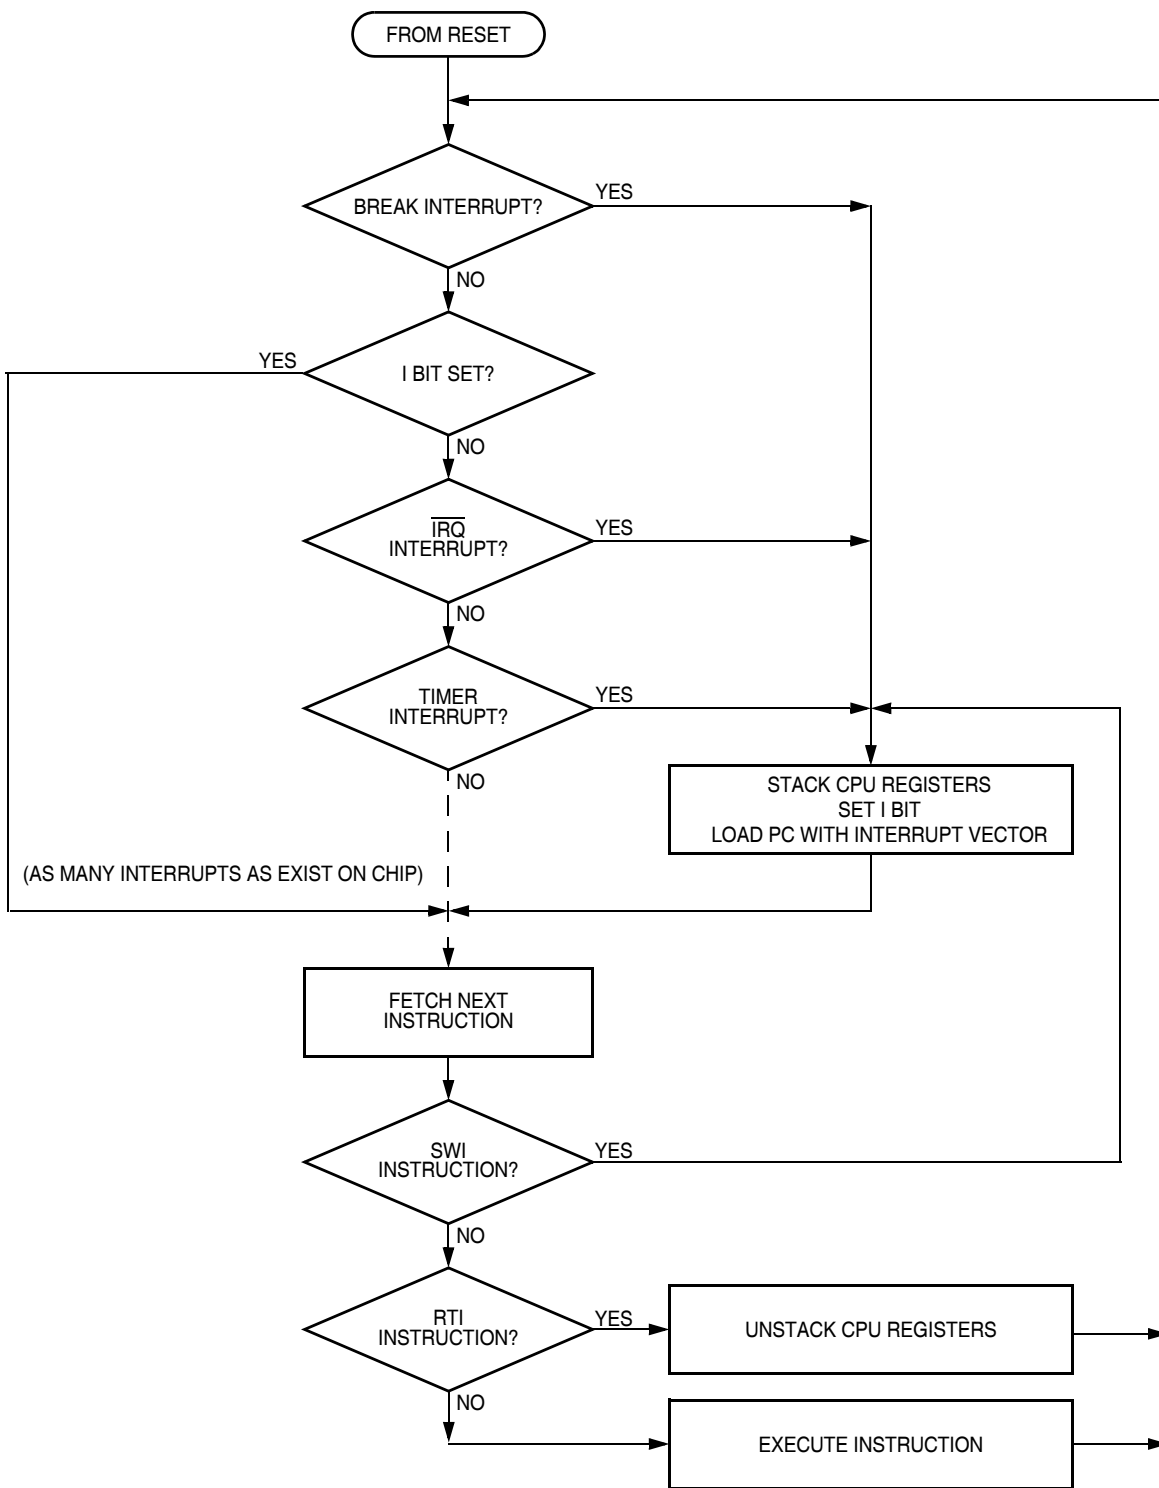 FROM RESET
BREAK INTERRUPT?
YES
NO
YES
I BIT SET?
NO
IRQ
INTERRUPT?
YES
NO
TIMER
INTERRUPT?
YES
NO
STACK CPU REGISTERS
SET I BIT
LOAD PC WITH INTERRUPT VECTOR
(AS MANY INTERRUPTS AS EXIST ON CHIP)
FETCH NEXT
INSTRUCTION
SWI
INSTRUCTION?
YES
NO
RTI
INSTRUCTION?
YES
UNSTACK CPU REGISTERS
NO
EXECUTE INSTRUCTION